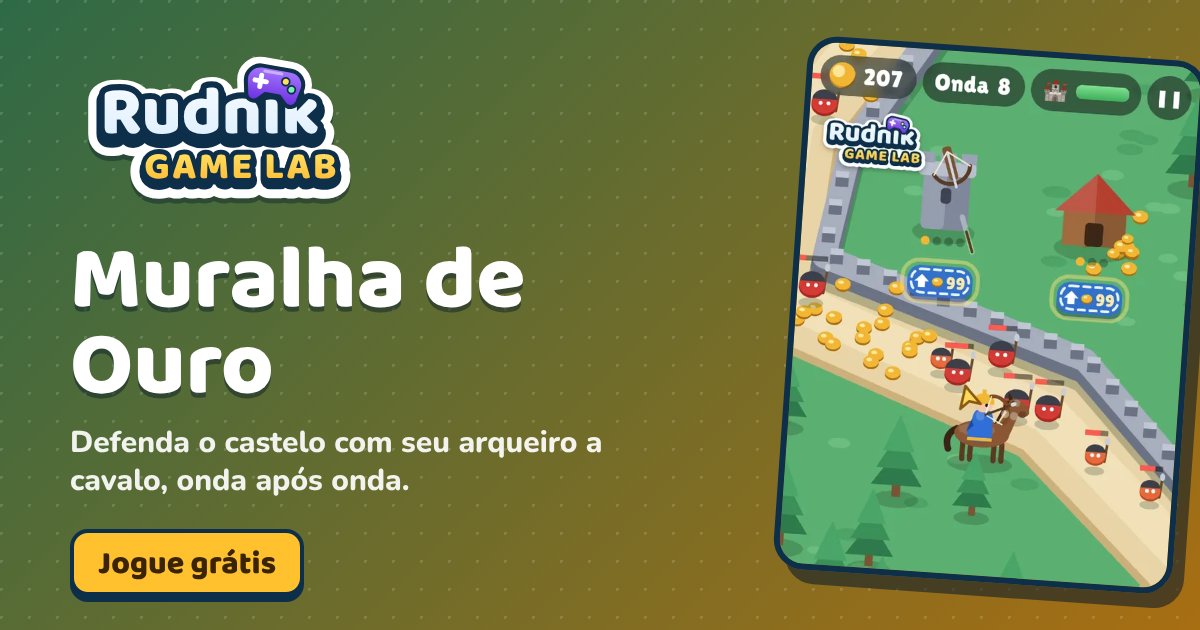 Rudnik
GAME LAB
Muralha de
Ouro
Defenda o castelo com seu arqueiro a
cavalo, onda após onda.
Jogue grátis
207
Onda 8
Rudnik
GAME LAB
99
99